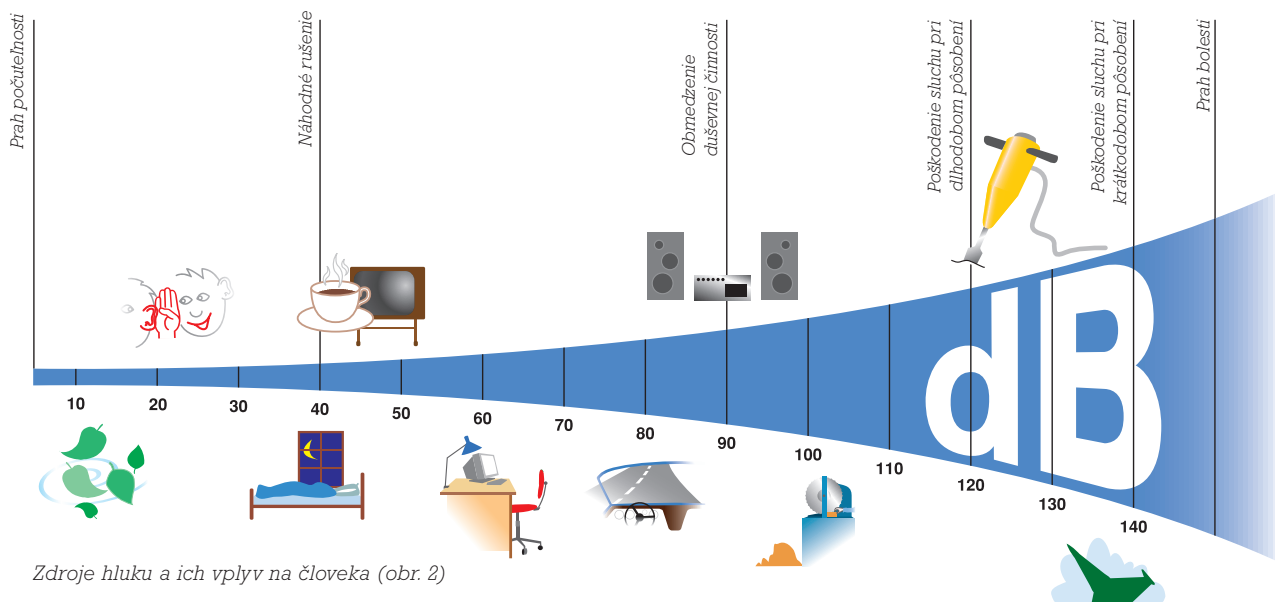 Prah počuteľnosti
Náhodné rušenie
Obmedzenie
duševnej činnosti
Poškodenie sluchu pri
dlhodobom pôsobení
Poškodenie sluchu pri
krátkodobom pôsobení
Prah bolesti
dB
10
20
30
40
50
60
70
80
90
100
110
120
130
140
Zdroje hluku a ich vplyv na človeka (obr. 2)